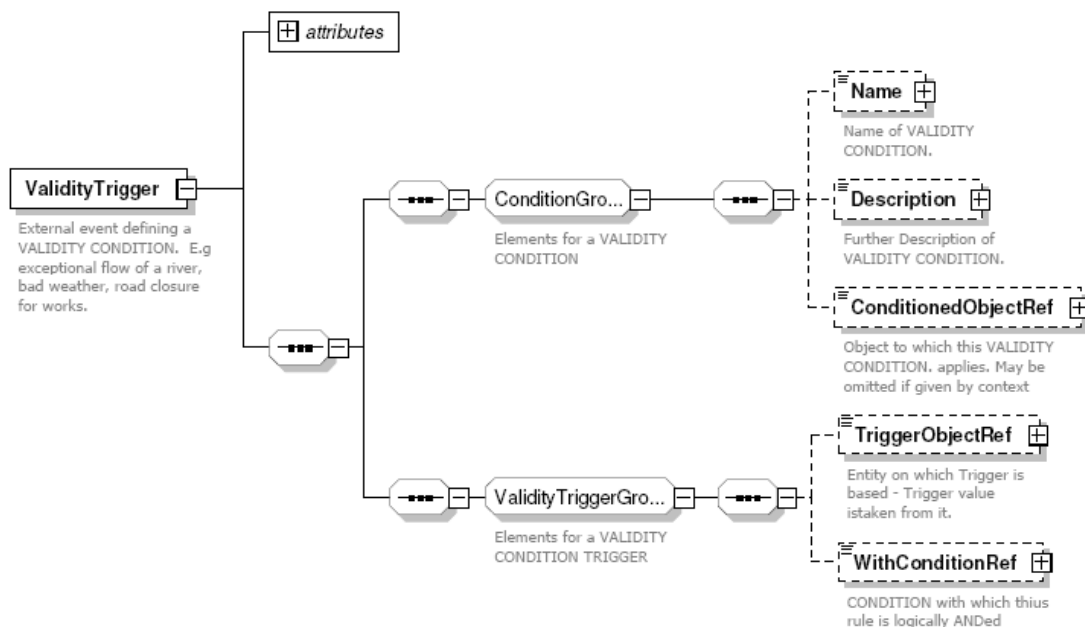 attributes
Name
Name of VALIDITY
CONDITION.
ValidityTrigger
External event defining a
VALIDITY CONDITION.  E.g
exceptional flow of a river,
bad weather, road closure
for works.
ConditionGro...
Elements for a VALIDITY
CONDITION
Description
Further Description of
VALIDITY CONDITION.
ConditionedObjectRef
Object to which this VALIDITY
CONDITION. applies. May be
omitted if given by context
TriggerObjectRef
Entity on which Trigger is
based - Trigger value
istaken from it.
ValidityTriggerGro...
Elements for a VALIDITY
CONDITION TRIGGER
WithConditionRef
CONDITION with which thius
rule is logically ANDed